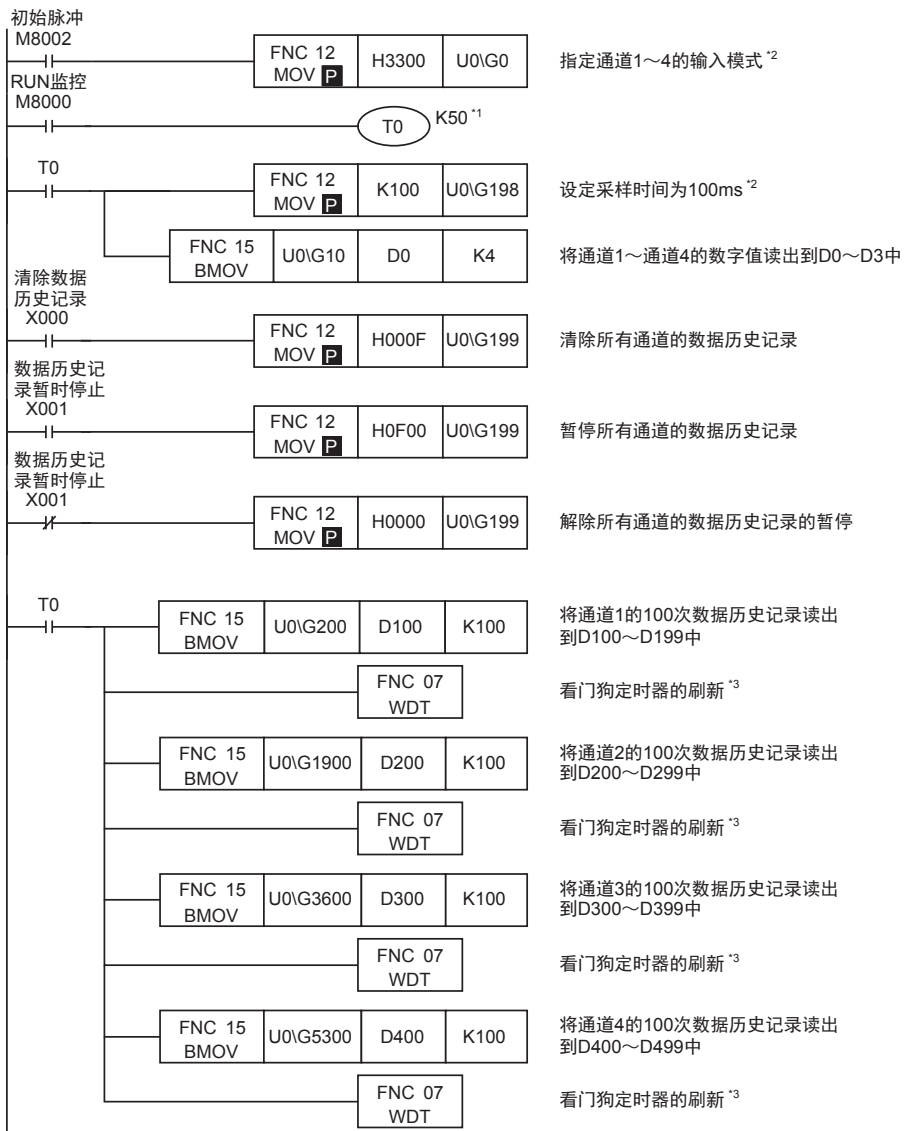 初始脉冲
M8002
FNC 12
MOV P
H3300
U0\G0
指定通道1～4的输入模式 *2
RUN监控
M8000
T0
K50 *1
T0
FNC 12
MOV P
K100
U0\G198
设定采样时间为100ms *2
FNC 15
BMOV
U0\G10
D0
K4
将通道1～通道4的数字值读出到D0～D3中
清除数据
历史记录
X000
FNC 12
MOV P
H000F
U0\G199
清除所有通道的数据历史记录
数据历史记
录暂时停止
X001
FNC 12
MOV P
H0F00
U0\G199
暂停所有通道的数据历史记录
数据历史记
录暂时停止
X001
FNC 12
MOV P
H0000
U0\G199
解除所有通道的数据历史记录的暂停
T0
FNC 15
BMOV
U0\G200
D100
K100
将通道1的100次数据历史记录读出
到D100～D199中
FNC 07
WDT
看门狗定时器的刷新 *3
FNC 15
BMOV
U0\G1900
D200
K100
将通道2的100次数据历史记录读出
到D200～D299中
FNC 07
WDT
看门狗定时器的刷新 *3
FNC 15
BMOV
U0\G3600
D300
K100
将通道3的100次数据历史记录读出
到D300～D399中
FNC 07
WDT
看门狗定时器的刷新 *3
FNC 15
BMOV
U0\G5300
D400
K100
将通道4的100次数据历史记录读出
到D400～D499中
FNC 07
WDT
看门狗定时器的刷新 *3